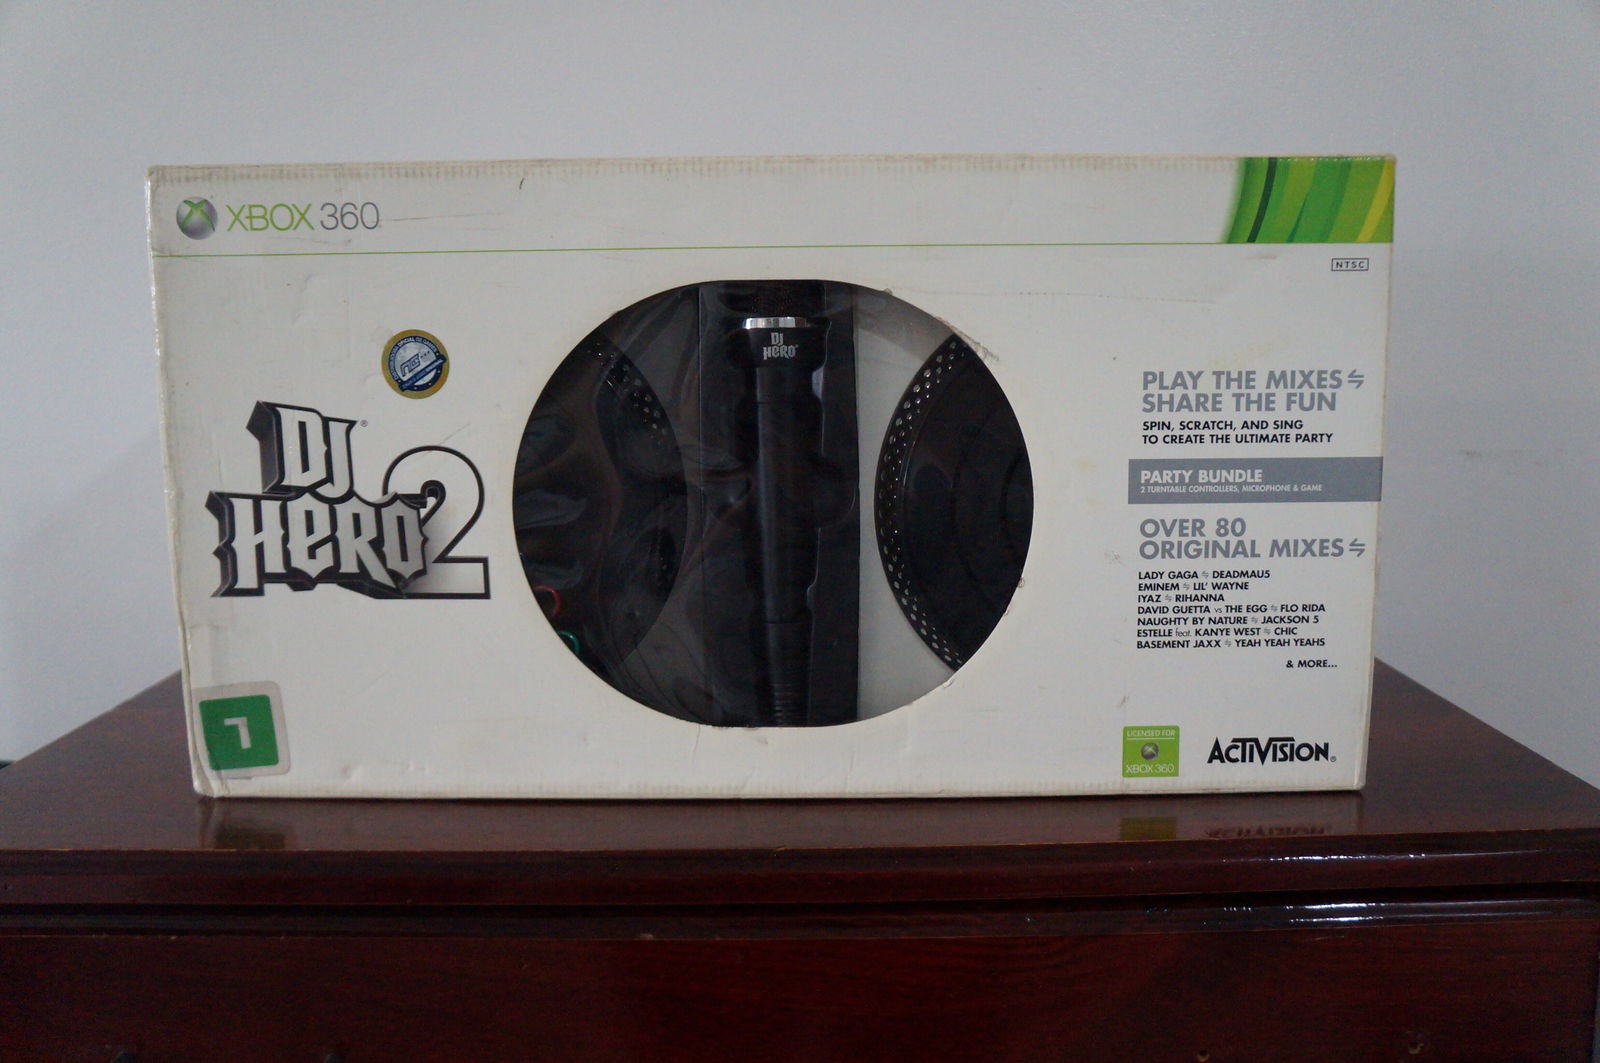 XBOX 360
NTSC
DJ
HERO
DJ
HERO 2
PLAY THE MIXES
SHARE THE FUN
SPIN, SCRATCH, AND SING
TO CREATE THE ULTIMATE PARTY
PARTY BUNDLE
2 TURNTABLE CONTROLLERS, MICROPHONE & GAME
OVER 80
ORIGINAL MIXES
LADY GAGA ⇋ DEADMAU5
EMINEM ⇋ LIL' WAYNE
IYAZ ⇋ RIHANNA
DAVID GUETTA vs THE EGG ⇋ FLO RIDA
NAUGHTY BY NATURE ⇋ JACKSON 5
ESTELLE feat. KANYE WEST ⇋ CHIC
BASEMENT JAXX ⇋ YEAH YEAH YEAHS
& MORE...
1
LICENSED FOR
XBOX 360
ACTIVISION